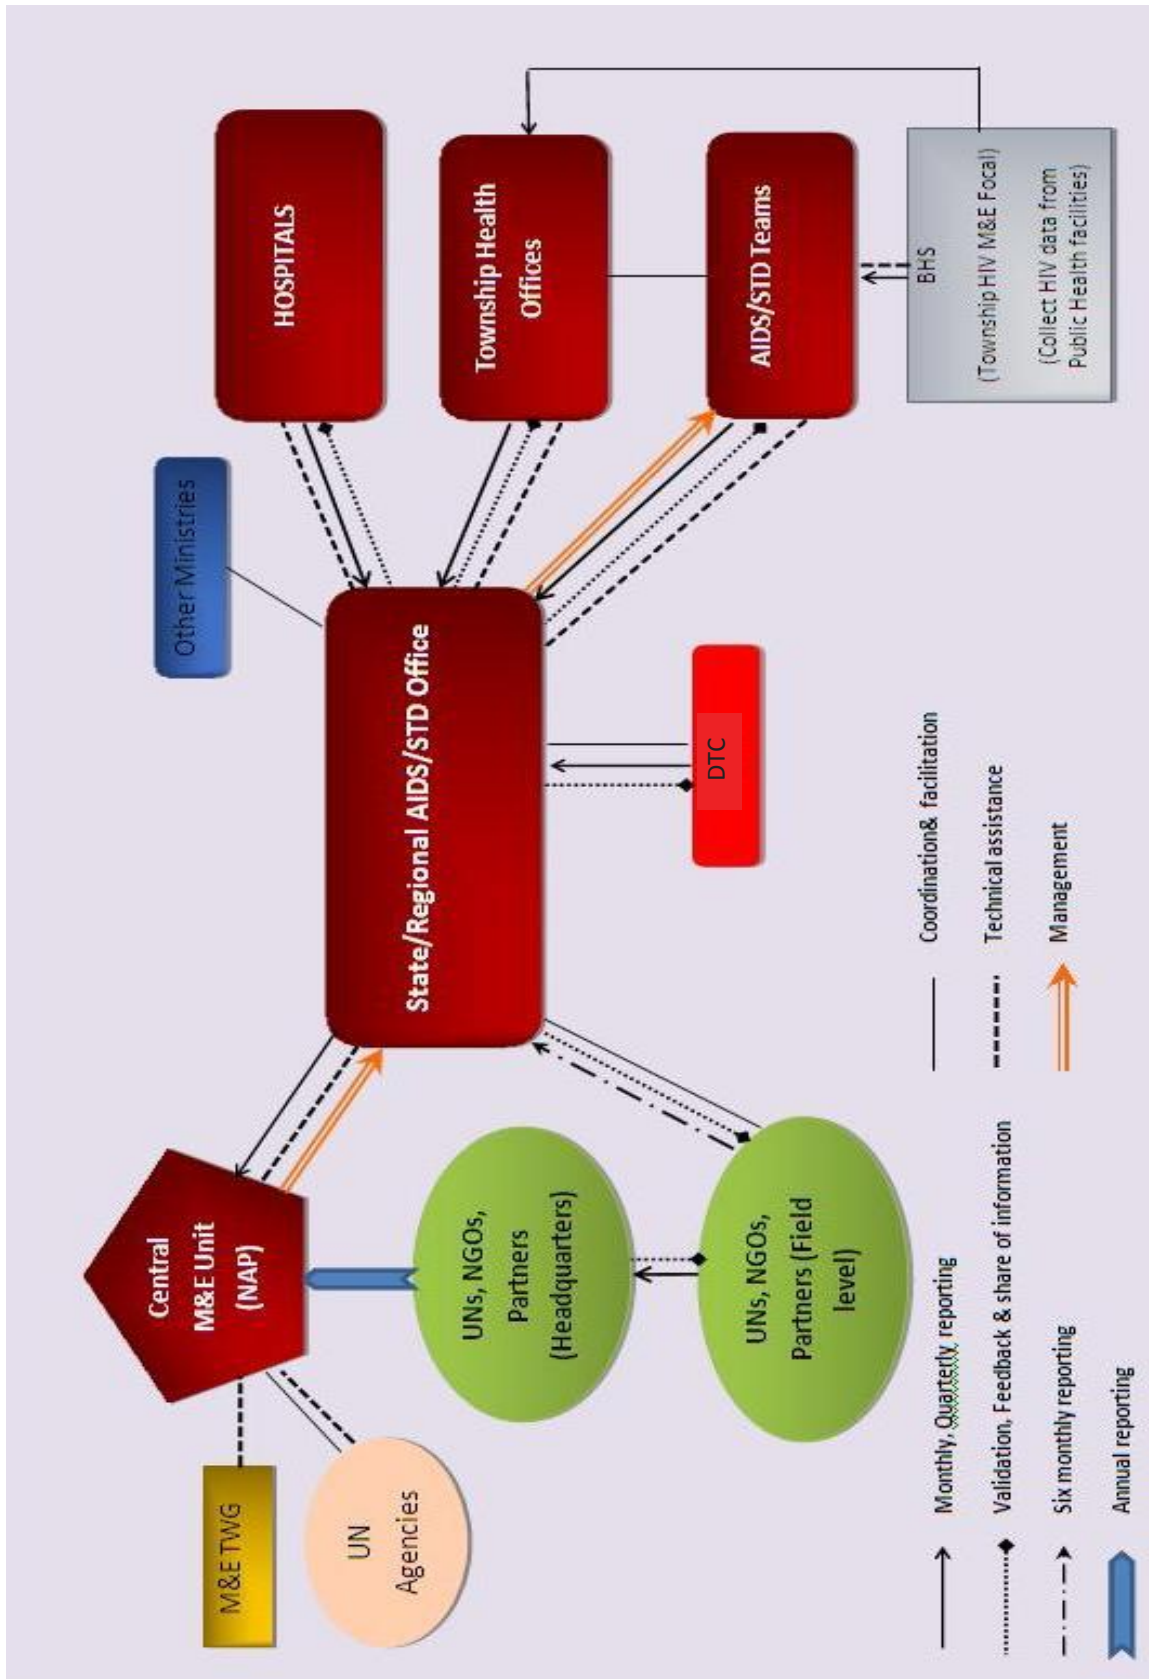 M&E TWG
UN
Agencies
Central
M&E Unit
(NAP)
UNs, NGOs,
Partners
(Headquarters)
UNs, NGOs,
Partners (Field
level)
State/Regional AIDS/STD Office
Other Ministries
DTC
HOSPITALS
Township Health
Offices
AIDS/STD Teams
BHS
(Township HIV M&E Focal)
(Collect HIV data from
Public Health facilities)
Monthly, Quarterly reporting
Validation, Feedback & share of information
Six monthly reporting
Annual reporting
Coordination& facilitation
Technical assistance
Management